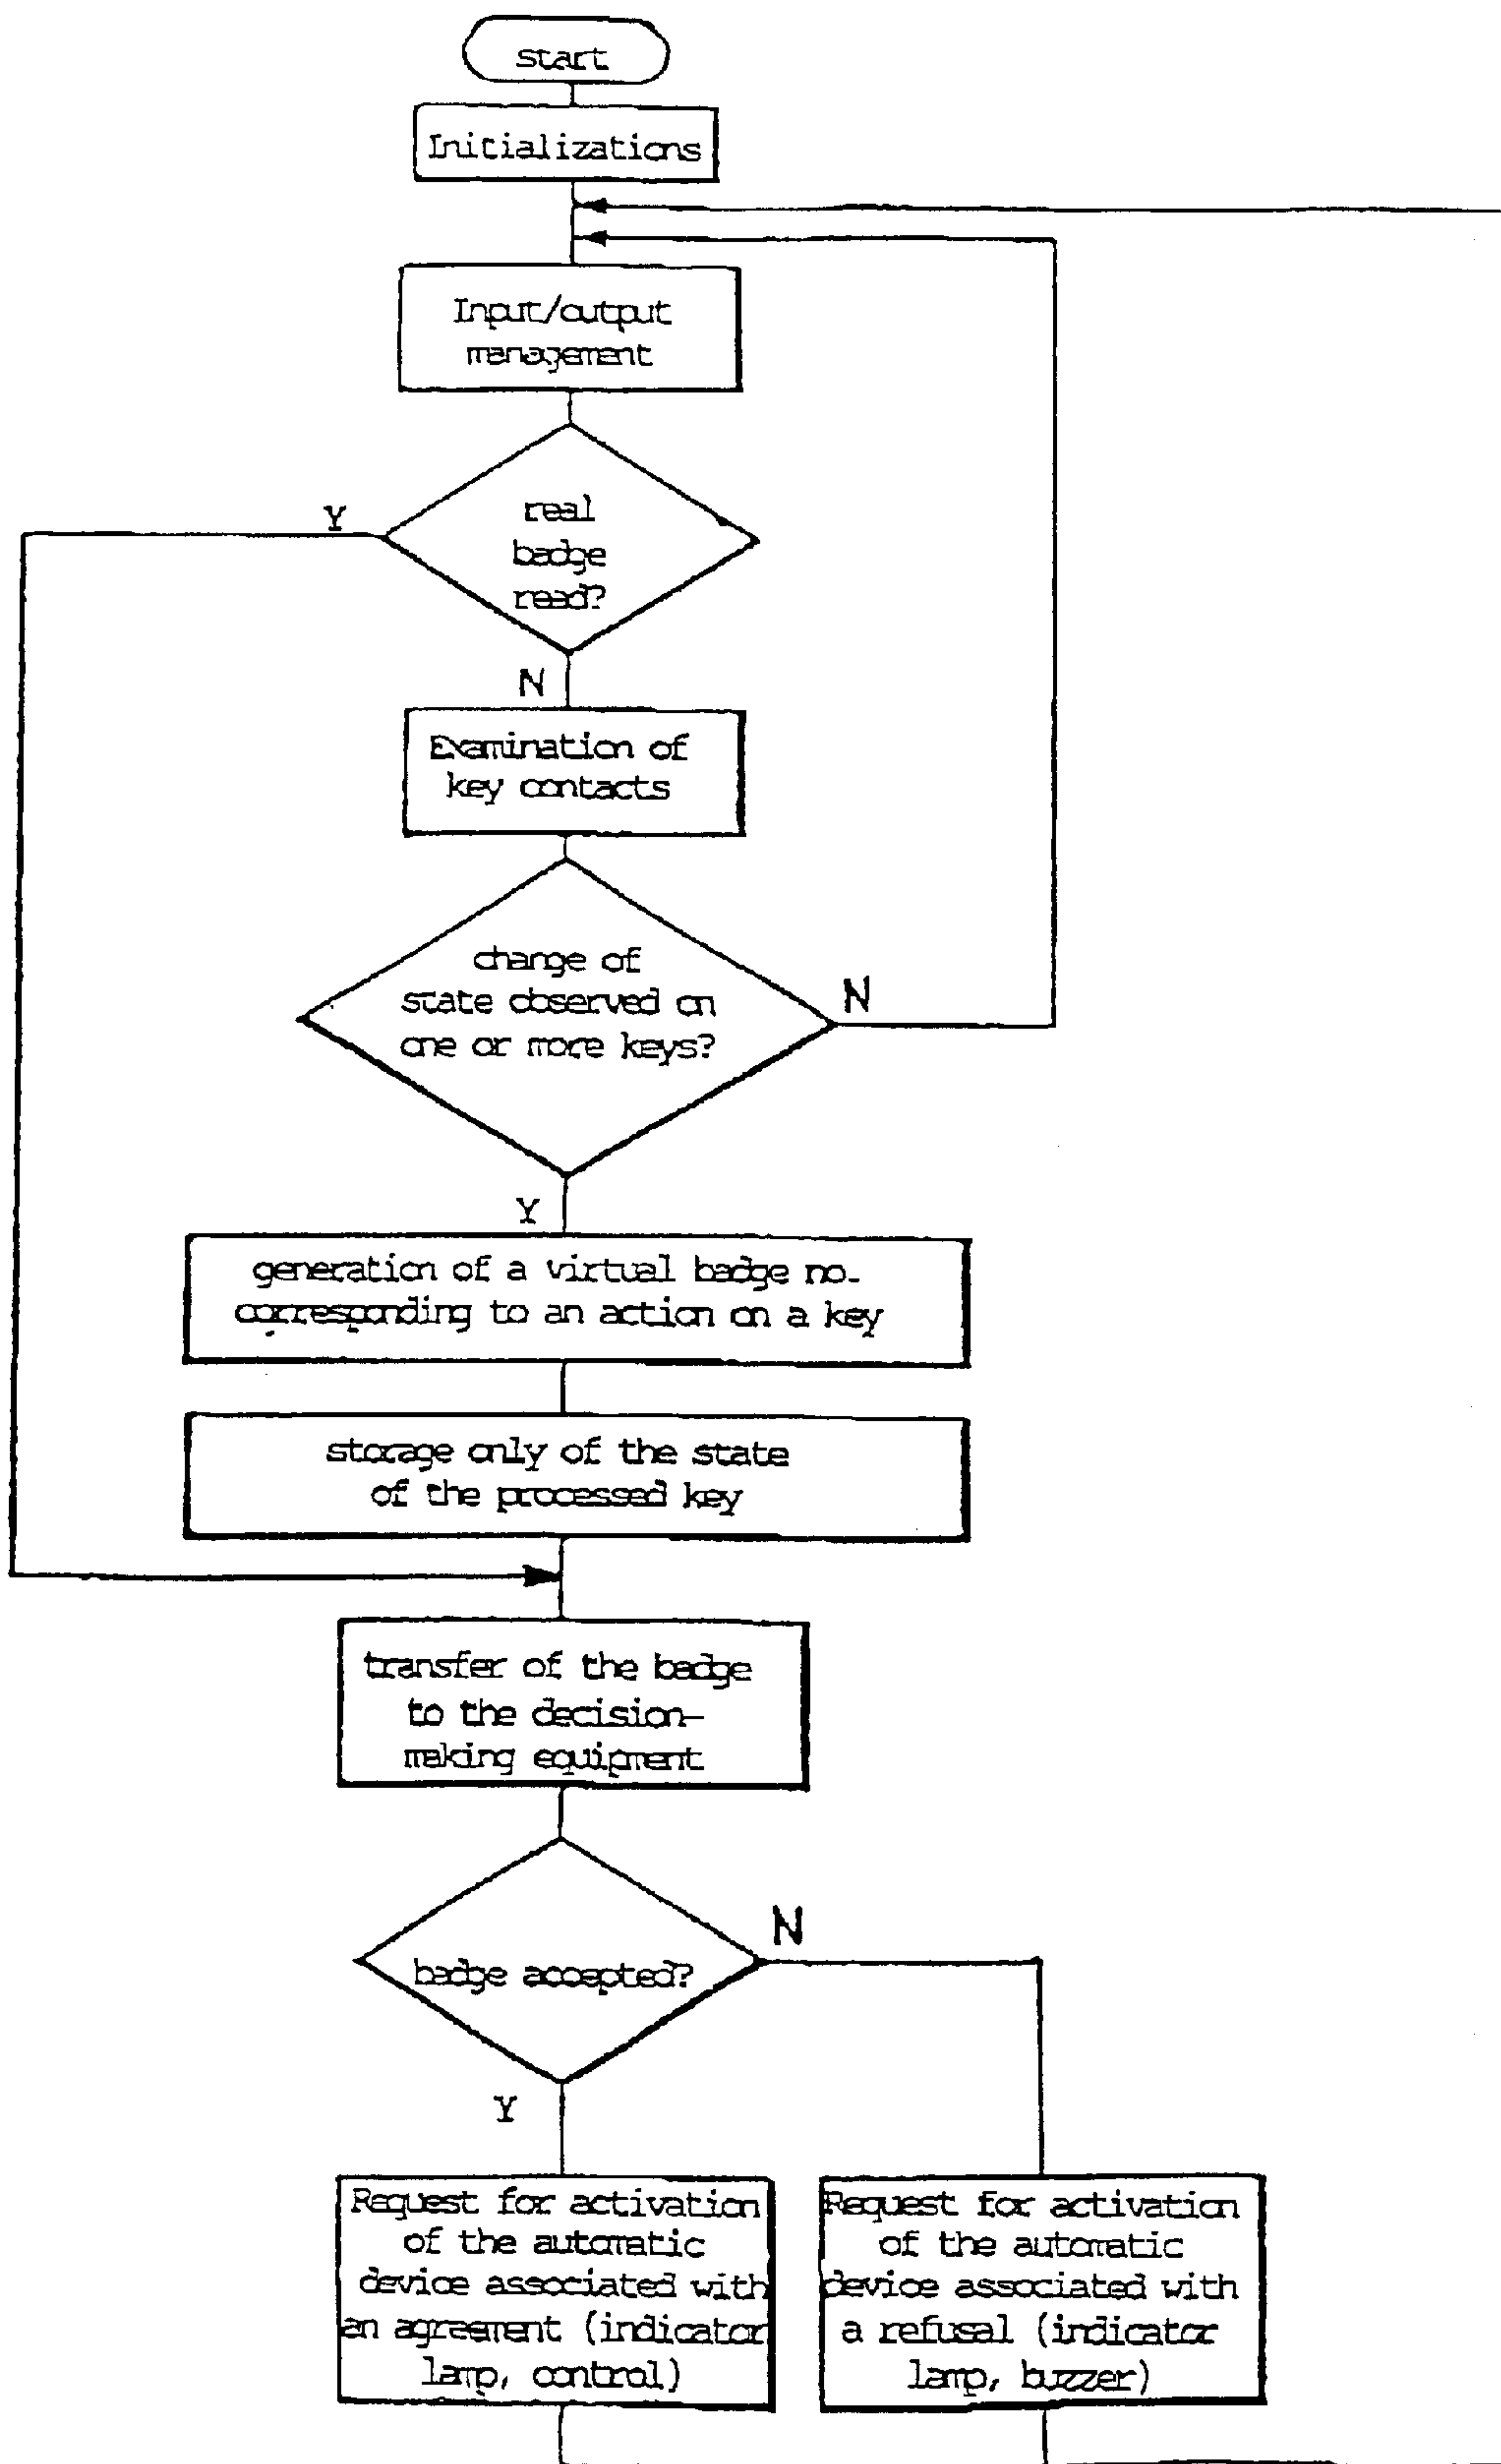 start
Initializations
Input/output
management
real
badge
read?
Y
N
Examination of
key contacts
change of
state observed on
one or more keys?
N
Y
generation of a virtual badge no.
corresponding to an action on a key
storage only of the state
of the processed key
transfer of the badge
to the decision-
making equipment
badge accepted?
N
Y
Request for activation
of the automatic
device associated with
an agreement (indicator
lamp, control)
Request for activation
of the automatic
device associated with
a refusal (indicator
lamp, buzzer)